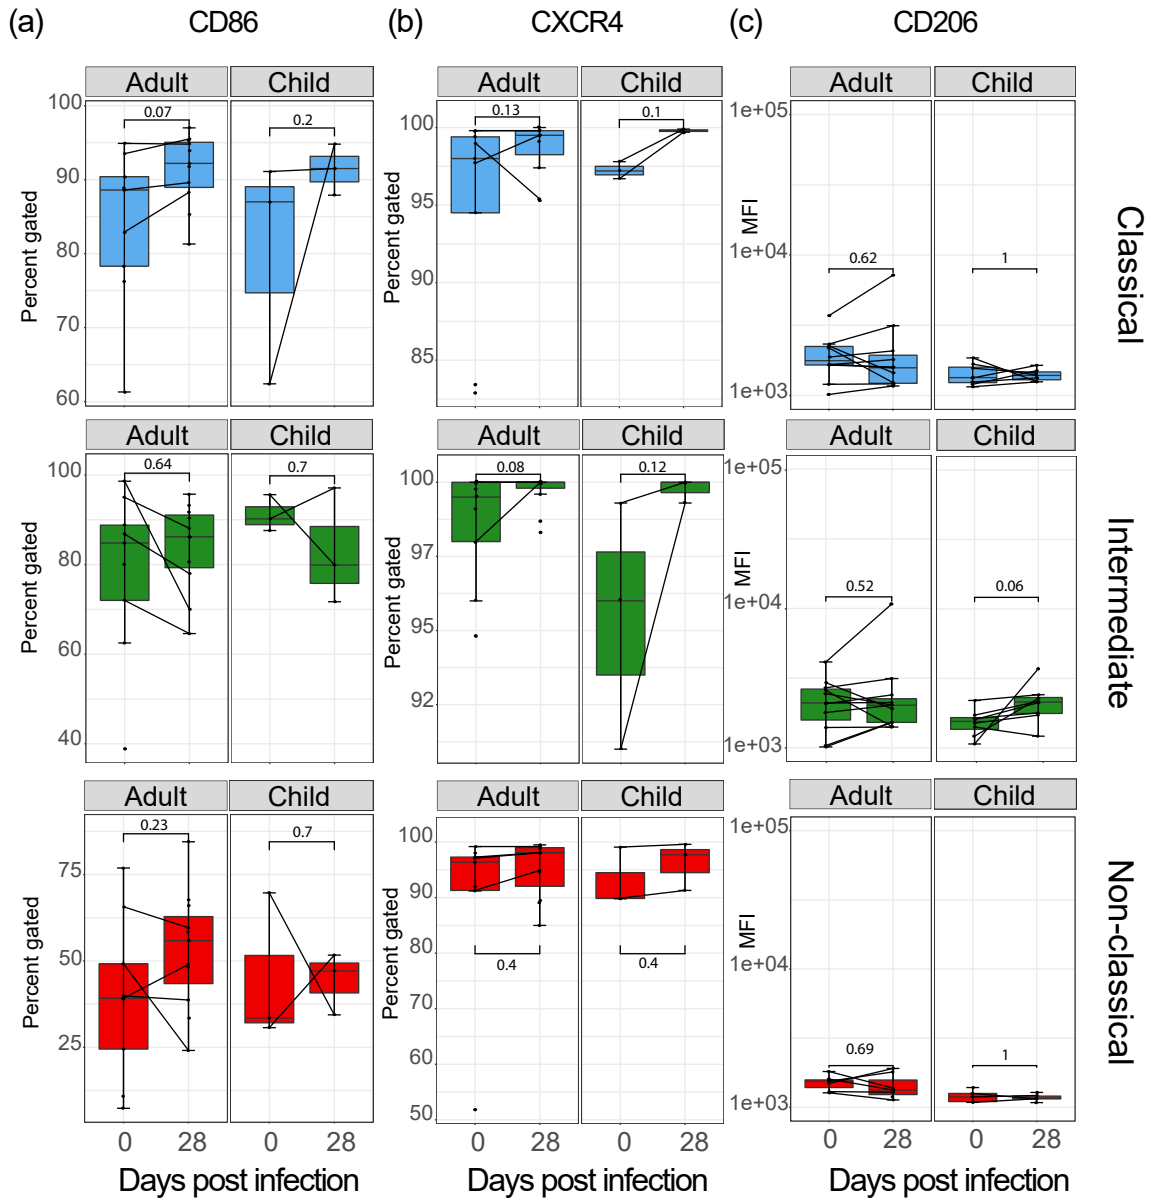 (a) CD86 (b) CXCR4 (c) CD206
Adult Child Adult Child Adult Child
100
90
80
70
60
Percent gated
0.07 0.2
100
95
90
85
Percent gated
0.13 0.1
1e+05
1e+04
1e+03
MFI
0.62 1
Classical
Adult Child Adult Child Adult Child
100
80
60
40
Percent gated
0.64 0.7
100
97
95
92
Percent gated
0.08 0.12
1e+05
1e+04
1e+03
MFI
0.52 0.06
Intermediate
Adult Child Adult Child Adult Child
75
50
25
Percent gated
0.23 0.7
100
90
80
70
60
50
Percent gated
0.4 0.4
1e+05
1e+04
1e+03
MFI
0.69 1
Non-classical
0 28 0 28 0 28 0 28 0 28 0 28
Days post infection Days post infection Days post infection